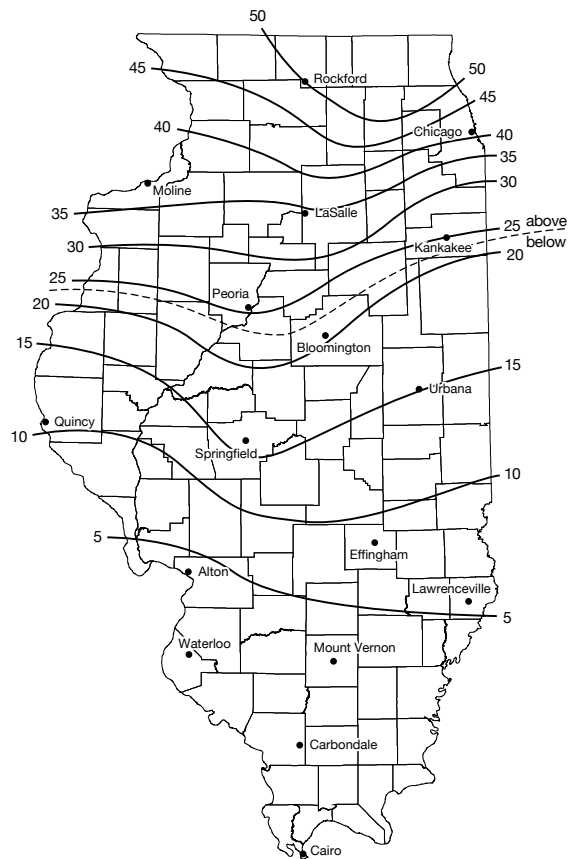 50
45
Rockford
50
45
40
Chicago
40
35
Moline
30
35
LaSalle
25 above
30
Kankakee
below
20
25
Peoria
20
Bloomington
15
15
Urbana
Quincy
10
Springfield
10
5
Effingham
Alton
Lawrenceville
5
Waterloo
Mount Vernon
Carbondale
Cairo